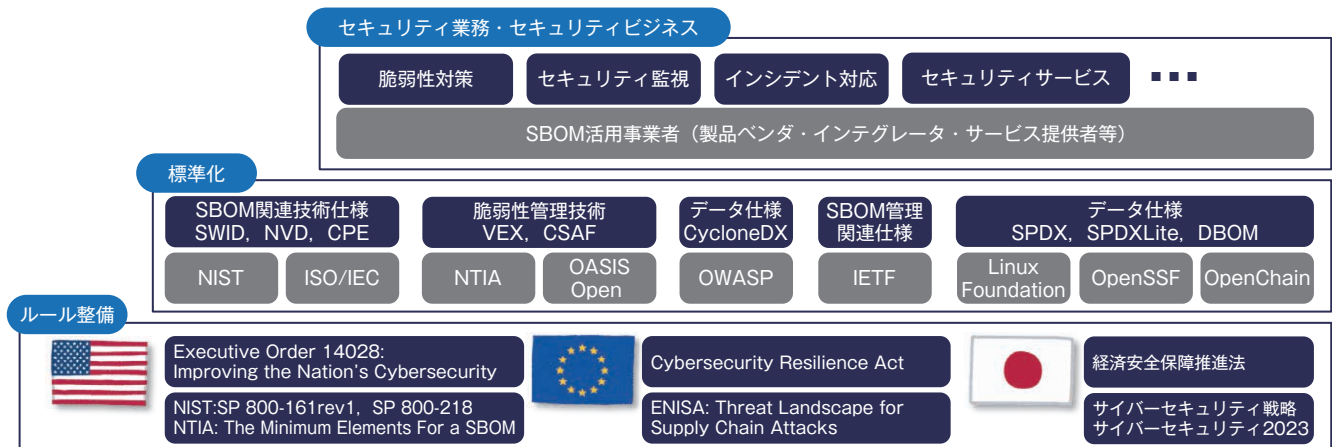 セキュリティ業務・セキュリティビジネス
脆弱性対策
セキュリティ監視
インシデント対応
セキュリティサービス
SBOM活用事業者（製品ベンダ・インテグレータ・サービス提供者等）
標準化
SBOM関連技術仕様
SWID，NVD，CPE
脆弱性管理技術
VEX，CSAF
データ仕様
CycloneDX
SBOM管理
関連仕様
データ仕様
SPDX，SPDXLite，DBOM
NIST
ISO/IEC
NTIA
OASIS
Open
OWASP
IETF
Linux
Foundation
OpenSSF
OpenChain
ルール整備
Executive Order 14028:
Improving the Nation's Cybersecurity
NIST:SP 800-161rev1，SP 800-218
NTIA: The Minimum Elements For a SBOM
Cybersecurity Resilience Act
ENISA: Threat Landscape for
Supply Chain Attacks
経済安全保障推進法
サイバーセキュリティ戦略
サイバーセキュリティ2023